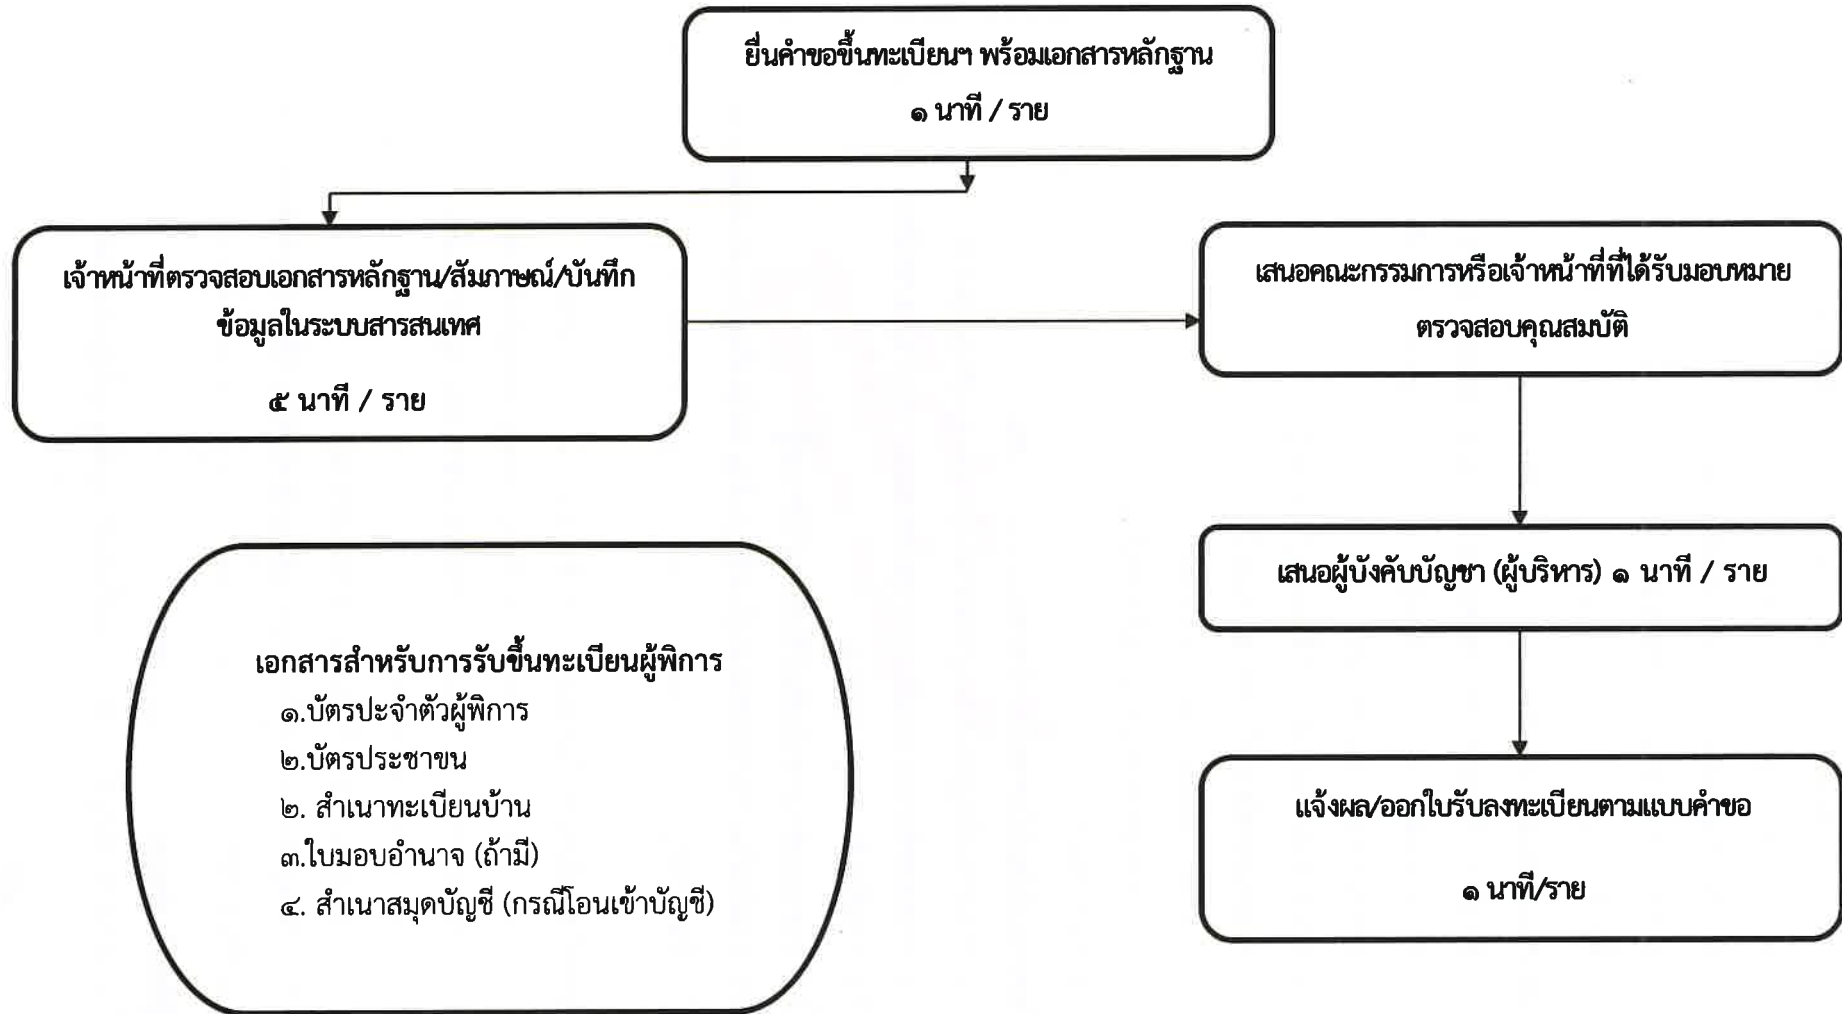 ยื่นคำขอขึ้นทะเบียนฯ พร้อมเอกสารหลักฐาน
๑ นาที / ราย
เจ้าหน้าที่ตรวจสอบเอกสารหลักฐาน/สัมภาษณ์/บันทึก
ข้อมูลในระบบสารสนเทศ
๕ นาที / ราย
เสนอคณะกรรมการหรือเจ้าหน้าที่ที่ได้รับมอบหมาย
ตรวจสอบคุณสมบัติ
เสนอผู้บังคับบัญชา (ผู้บริหาร) ๑ นาที / ราย
แจ้งผล/ออกใบรับลงทะเบียนตามแบบคำขอ
๑ นาที/ราย
เอกสารสำหรับการรับขึ้นทะเบียนผู้พิการ
๑.บัตรประจำตัวผู้พิการ
๒.บัตรประชาขน
๒. สำเนาทะเบียนบ้าน
๓.ใบมอบอำนาจ (ถ้ามี)
๔. สำเนาสมุดบัญชี (กรณีโอนเข้าบัญชี)